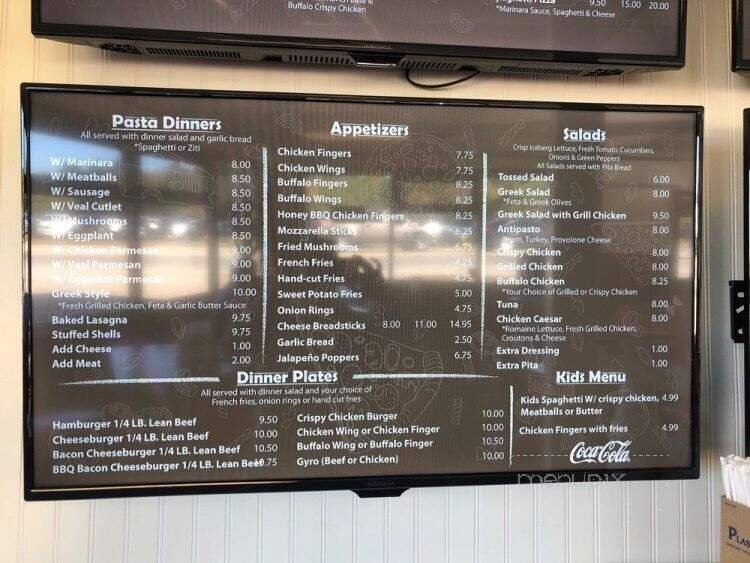 Buffalo Crispy Chicken
*Marinara Sauce, Spaghetti & Cheese
9.50 15.00 20.00
INSIGNIA
Pasta Dinners
All served with dinner salad and garlic bread
*Spaghetti or Ziti
W/ Marinara 8.00
W/ Meatballs 8.50
W/ Sausage 8.50
W/ Veal Cutlet 8.50
W/ Mushrooms 8.50
W/ Eggplant 8.50
W/ Chicken Parmesan 9.00
W/ Veal Parmesan 9.00
W/ Eggplant Parmesan 9.00
Greek Style 10.00
*Fresh Grilled Chicken, Feta & Garlic Butter Sauce
Baked Lasagna 9.75
Stuffed Shells 9.75
Add Cheese 1.00
Add Meat 2.00
Appetizers
Chicken Fingers 7.75
Chicken Wings 7.75
Buffalo Fingers 8.25
Buffalo Wings 8.25
Honey BBQ Chicken Fingers 8.25
Mozzarella Sticks 6.25
Fried Mushrooms 6.75
French Fries 4.25
Hand-cut Fries 4.75
Sweet Potato Fries 5.00
Onion Rings 4.75
Cheese Breadsticks 8.00 11.00 14.95
Garlic Bread 2.50
Jalapeño Poppers 6.75
Salads
Crisp Iceberg Lettuce, Fresh Tomato, Cucumbers,
Onions & Green Peppers
All Salads served with Pita Bread
Tossed Salad 6.00
Greek Salad 8.00
*Feta & Greek Olives
Greek Salad with Grill Chicken 9.50
Antipasto 8.00
*Ham, Turkey, Provolone Cheese
Crispy Chicken 8.00
Grilled Chicken 8.00
Buffalo Chicken 8.25
*Your Choice of Grilled or Crispy Chicken
Tuna 8.00
Chicken Caesar 8.00
*Romaine Lettuce, Fresh Grilled Chicken,
Croutons & Cheese
Extra Dressing 1.00
Extra Pita 1.00
Dinner Plates
All served with dinner salad and your choice of
French fries, onion rings or hand cut fries
Hamburger 1/4 LB. Lean Beef 9.50
Cheeseburger 1/4 LB. Lean Beef 10.00
Bacon Cheeseburger 1/4 LB. Lean Beef 10.50
BBQ Bacon Cheeseburger 1/4 LB. Lean Beef 10.75
Crispy Chicken Burger 10.00
Chicken Wing or Chicken Finger 10.00
Buffalo Wing or Buffalo Finger 10.50
Gyro (Beef or Chicken) 10.00
Kids Menu
Kids Spaghetti W/ crispy chicken, 4.99
Meatballs or Butter
Chicken Fingers with fries 4.99
Coca-Cola
menupix
INSIGNIA